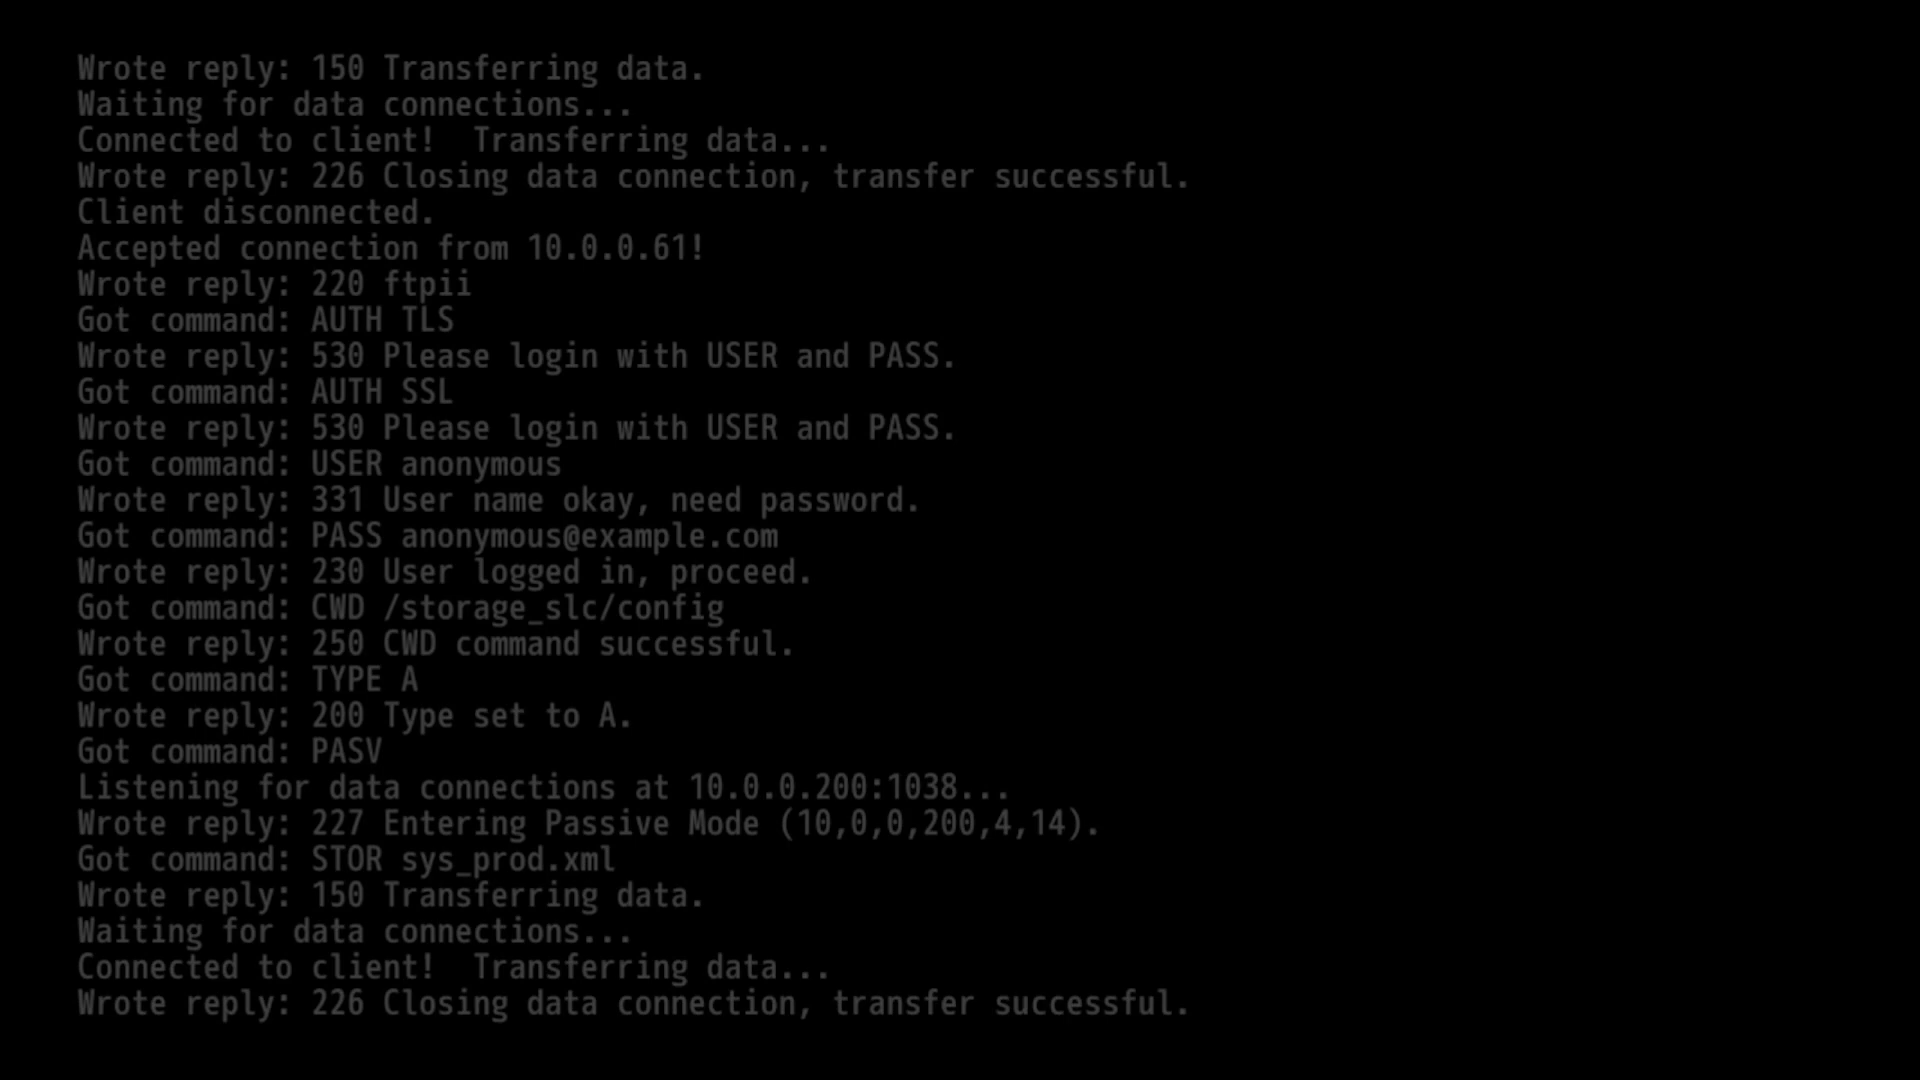 Wrote reply: 150 Transferring data.
Waiting for data connections...
Connected to client!  Transferring data...
Wrote reply: 226 Closing data connection, transfer successful.
Client disconnected.
Accepted connection from 10.0.0.61!
Wrote reply: 220 ftpii
Got command: AUTH TLS
Wrote reply: 530 Please login with USER and PASS.
Got command: AUTH SSL
Wrote reply: 530 Please login with USER and PASS.
Got command: USER anonymous
Wrote reply: 331 User name okay, need password.
Got command: PASS anonymous@example.com
Wrote reply: 230 User logged in, proceed.
Got command: CWD /storage_slc/config
Wrote reply: 250 CWD command successful.
Got command: TYPE A
Wrote reply: 200 Type set to A.
Got command: PASV
Listening for data connections at 10.0.0.200:1038...
Wrote reply: 227 Entering Passive Mode (10,0,0,200,4,14).
Got command: STOR sys_prod.xml
Wrote reply: 150 Transferring data.
Waiting for data connections...
Connected to client!  Transferring data...
Wrote reply: 226 Closing data connection, transfer successful.